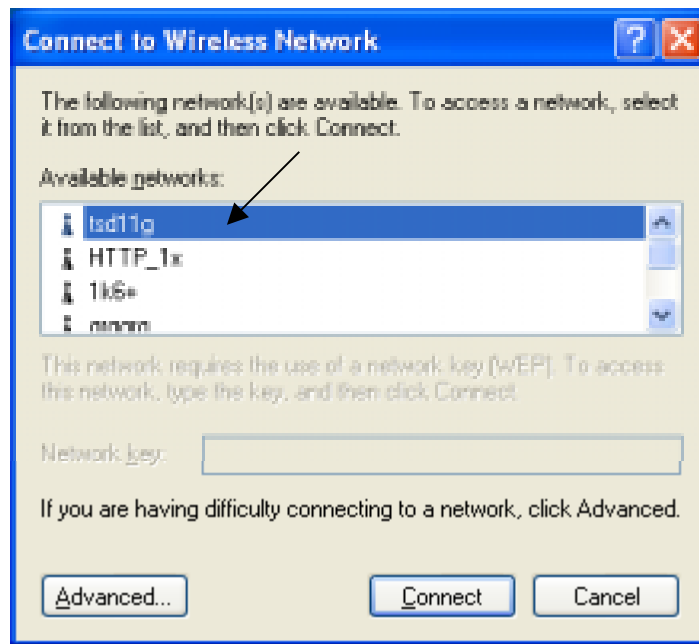 Connect to Wireless Network
The following network(s) are available. To access a network, select
it from the list, and then click Connect.
Available networks:
tsd11g
HTTP_1x
1k6+
This network requires the use of a network key (WEP). To access
this network, type the key, and then click Connect
Network key:
If you are having difficulty connecting to a network, click Advanced.
Advanced... Connect Cancel